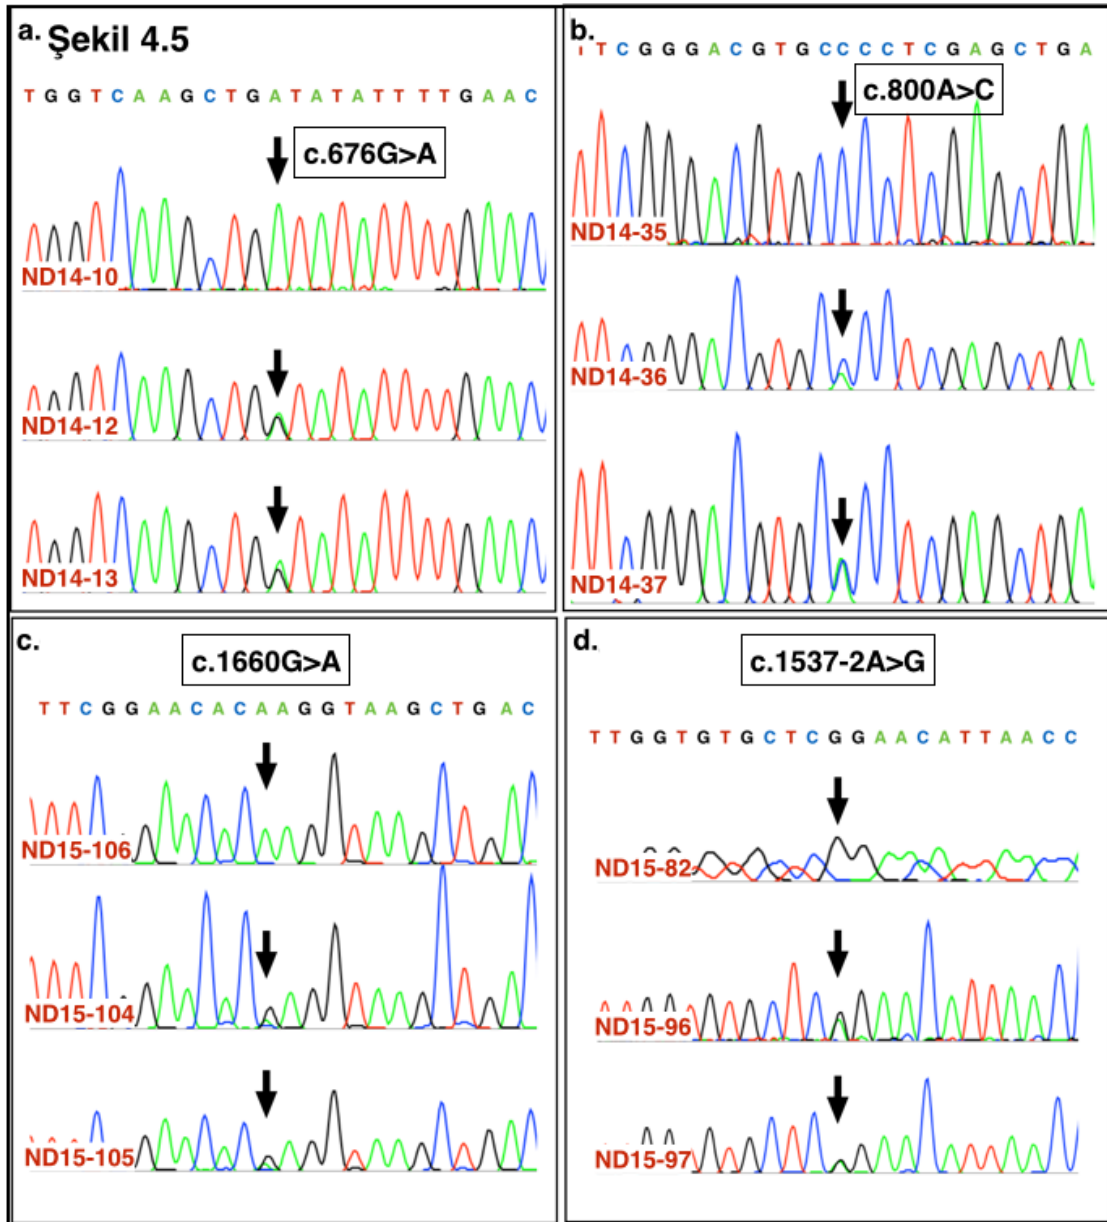 a. Şekil 4.5
T G G T C A A G C T G A T A T A T T T T G A A C
c.676G>A
ND14-10
ND14-12
ND14-13
b.
T C G G G A C G T G C C C C T C G A G C T G A
c.800A>C
ND14-35
ND14-36
ND14-37
c.
c.1660G>A
T T C G G A A C A C A A G G T A A G C T G A C
ND15-106
ND15-104
ND15-105
d.
c.1537-2A>G
T T G G T G T G C T C G G A A C A T T A A C C
ND15-82
ND15-96
ND15-97